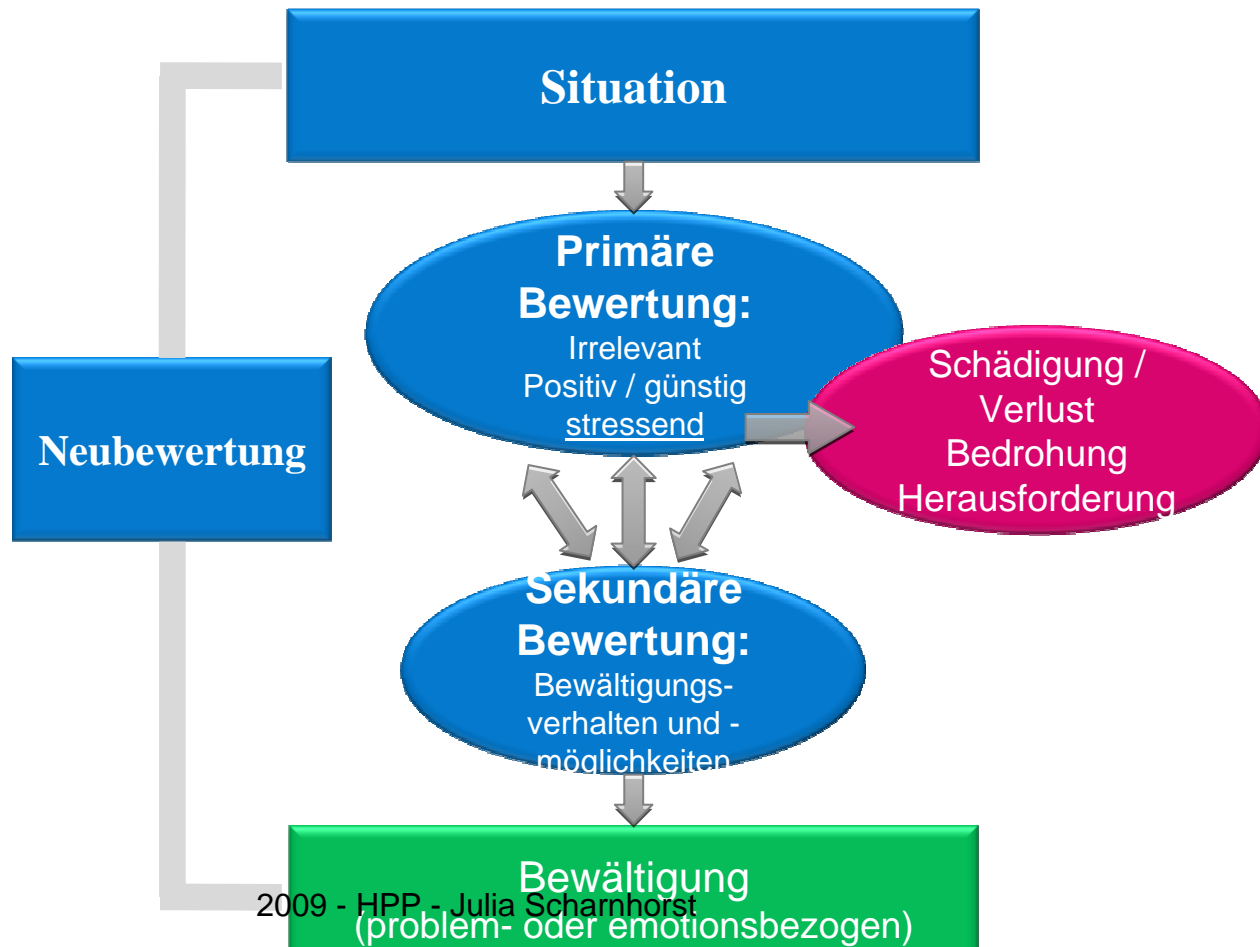 Situation
Primäre
Bewertung:
Irrelevant
Positiv / günstig
stressend
Schädigung /
Verlust
Bedrohung
Herausforderung
Neubewertung
Sekundäre
Bewertung:
Bewältigungs-
verhalten und -
möglichkeiten
Bewältigung
2009 - HPP - Julia Scharnhorst
(problem- oder emotionsbezogen)